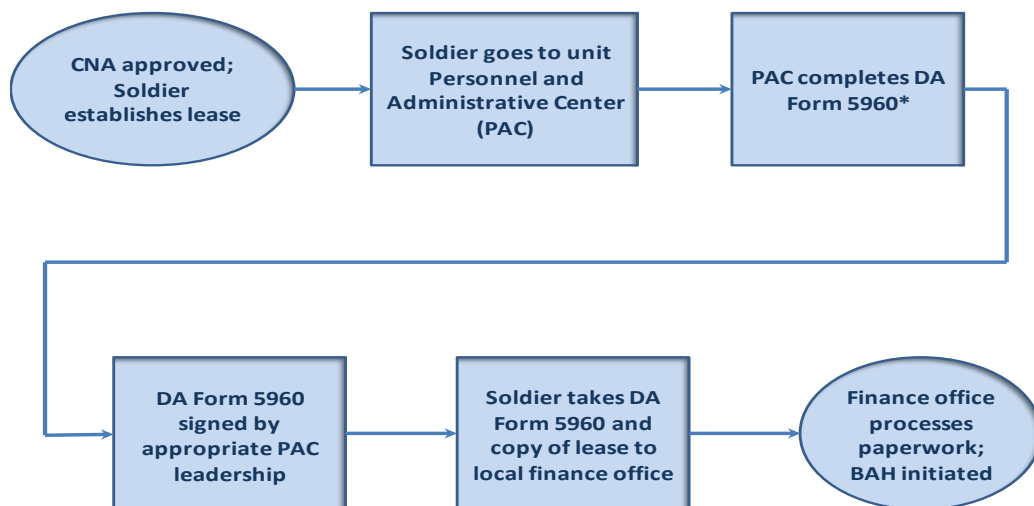 CNA approved;
Soldier
establishes lease
Soldier goes to unit
Personnel and
Administrative Center
(PAC)
PAC completes DA
Form 5960*
DA Form 5960
signed by
appropriate PAC
leadership
Soldier takes DA
Form 5960 and
copy of lease to
local finance office
Finance office
processes
paperwork;
BAH initiated